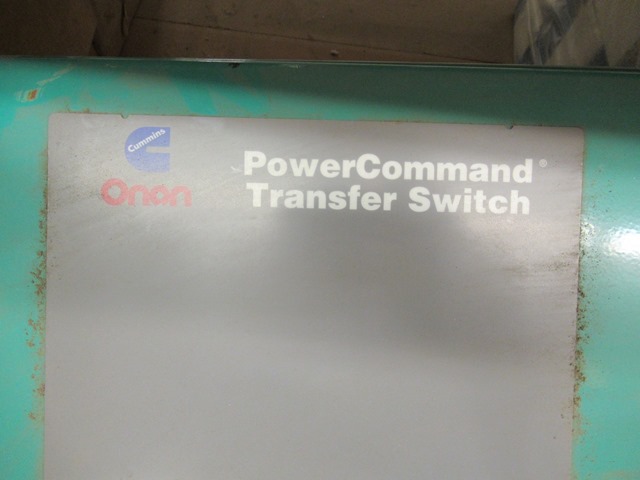 Cummins
Onan
PowerCommand®
Transfer Switch